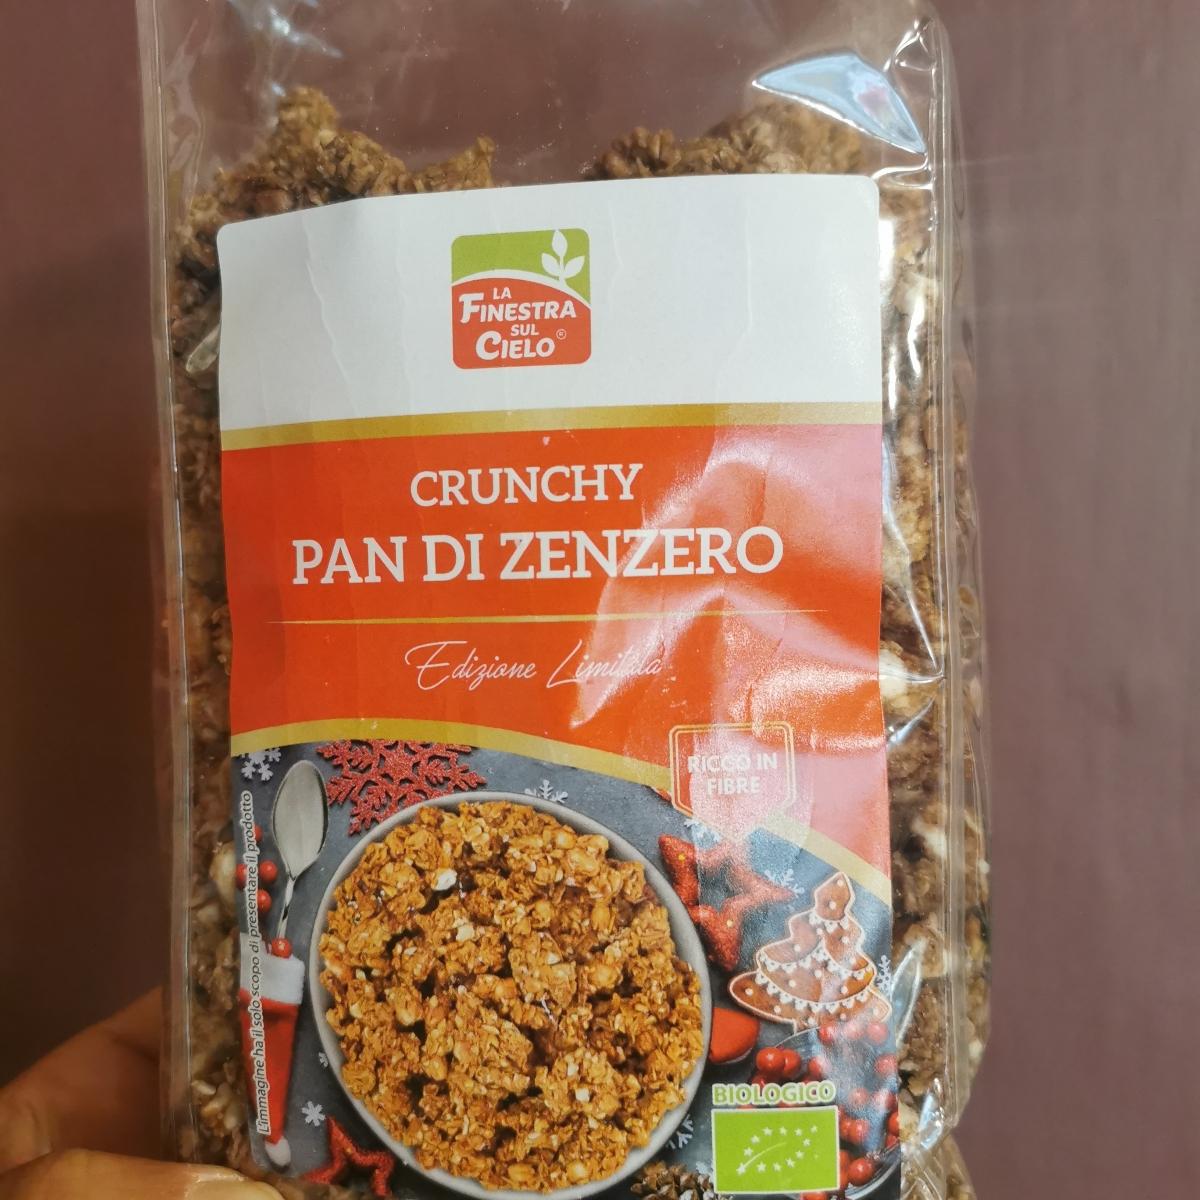 LA
FINESTRA
SUL
CIELO®
CRUNCHY
PAN DI ZENZERO
Edizione Limitata
RICCO IN
FIBRE
L'immagine ha il solo scopo di presentare il prodotto
BIOLOGICO